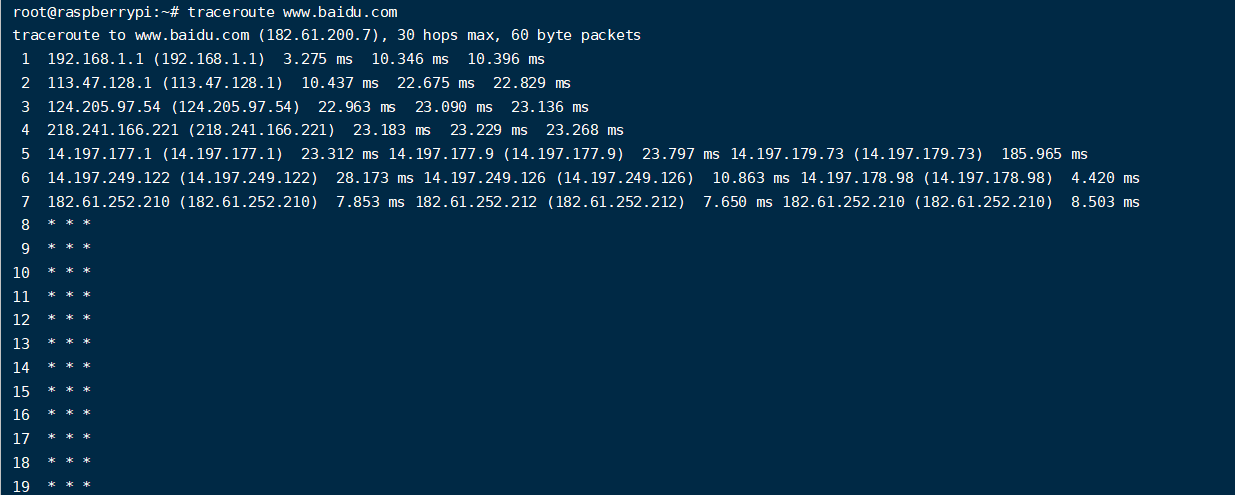 root@raspberrypi:~# traceroute www.baidu.com
traceroute to www.baidu.com (182.61.200.7), 30 hops max, 60 byte packets
 1  192.168.1.1 (192.168.1.1)  3.275 ms  10.346 ms  10.396 ms
 2  113.47.128.1 (113.47.128.1)  10.437 ms  22.675 ms  22.829 ms
 3  124.205.97.54 (124.205.97.54)  22.963 ms  23.090 ms  23.136 ms
 4  218.241.166.221 (218.241.166.221)  23.183 ms  23.229 ms  23.268 ms
 5  14.197.177.1 (14.197.177.1)  23.312 ms 14.197.177.9 (14.197.177.9)  23.797 ms 14.197.179.73 (14.197.179.73)  185.965 ms
 6  14.197.249.122 (14.197.249.122)  28.173 ms 14.197.249.126 (14.197.249.126)  10.863 ms 14.197.178.98 (14.197.178.98)  4.420 ms
 7  182.61.252.210 (182.61.252.210)  7.853 ms 182.61.252.212 (182.61.252.212)  7.650 ms 182.61.252.210 (182.61.252.210)  8.503 ms
 8  * * *
 9  * * *
10  * * *
11  * * *
12  * * *
13  * * *
14  * * *
15  * * *
16  * * *
17  * * *
18  * * *
19  * * *